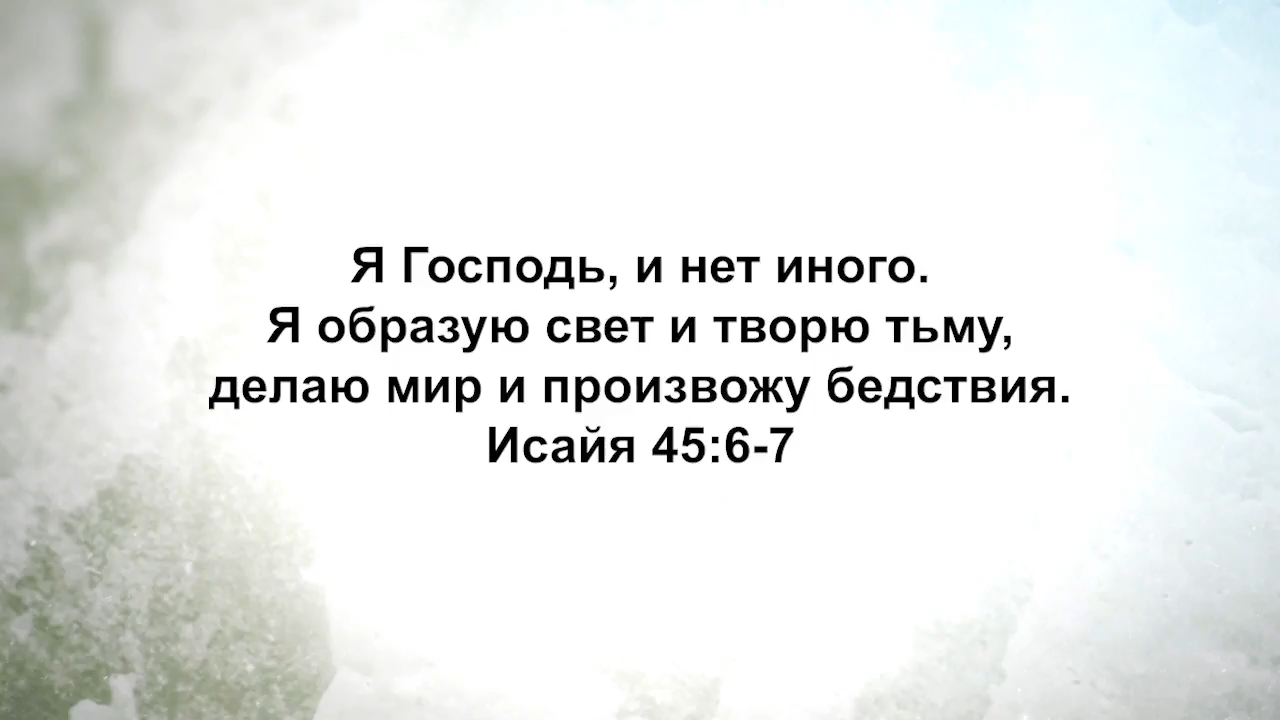 Я Господь, и нет иного.
Я образую свет и творю тьму,
делаю мир и произвожу бедствия.
Исайя 45:6-7